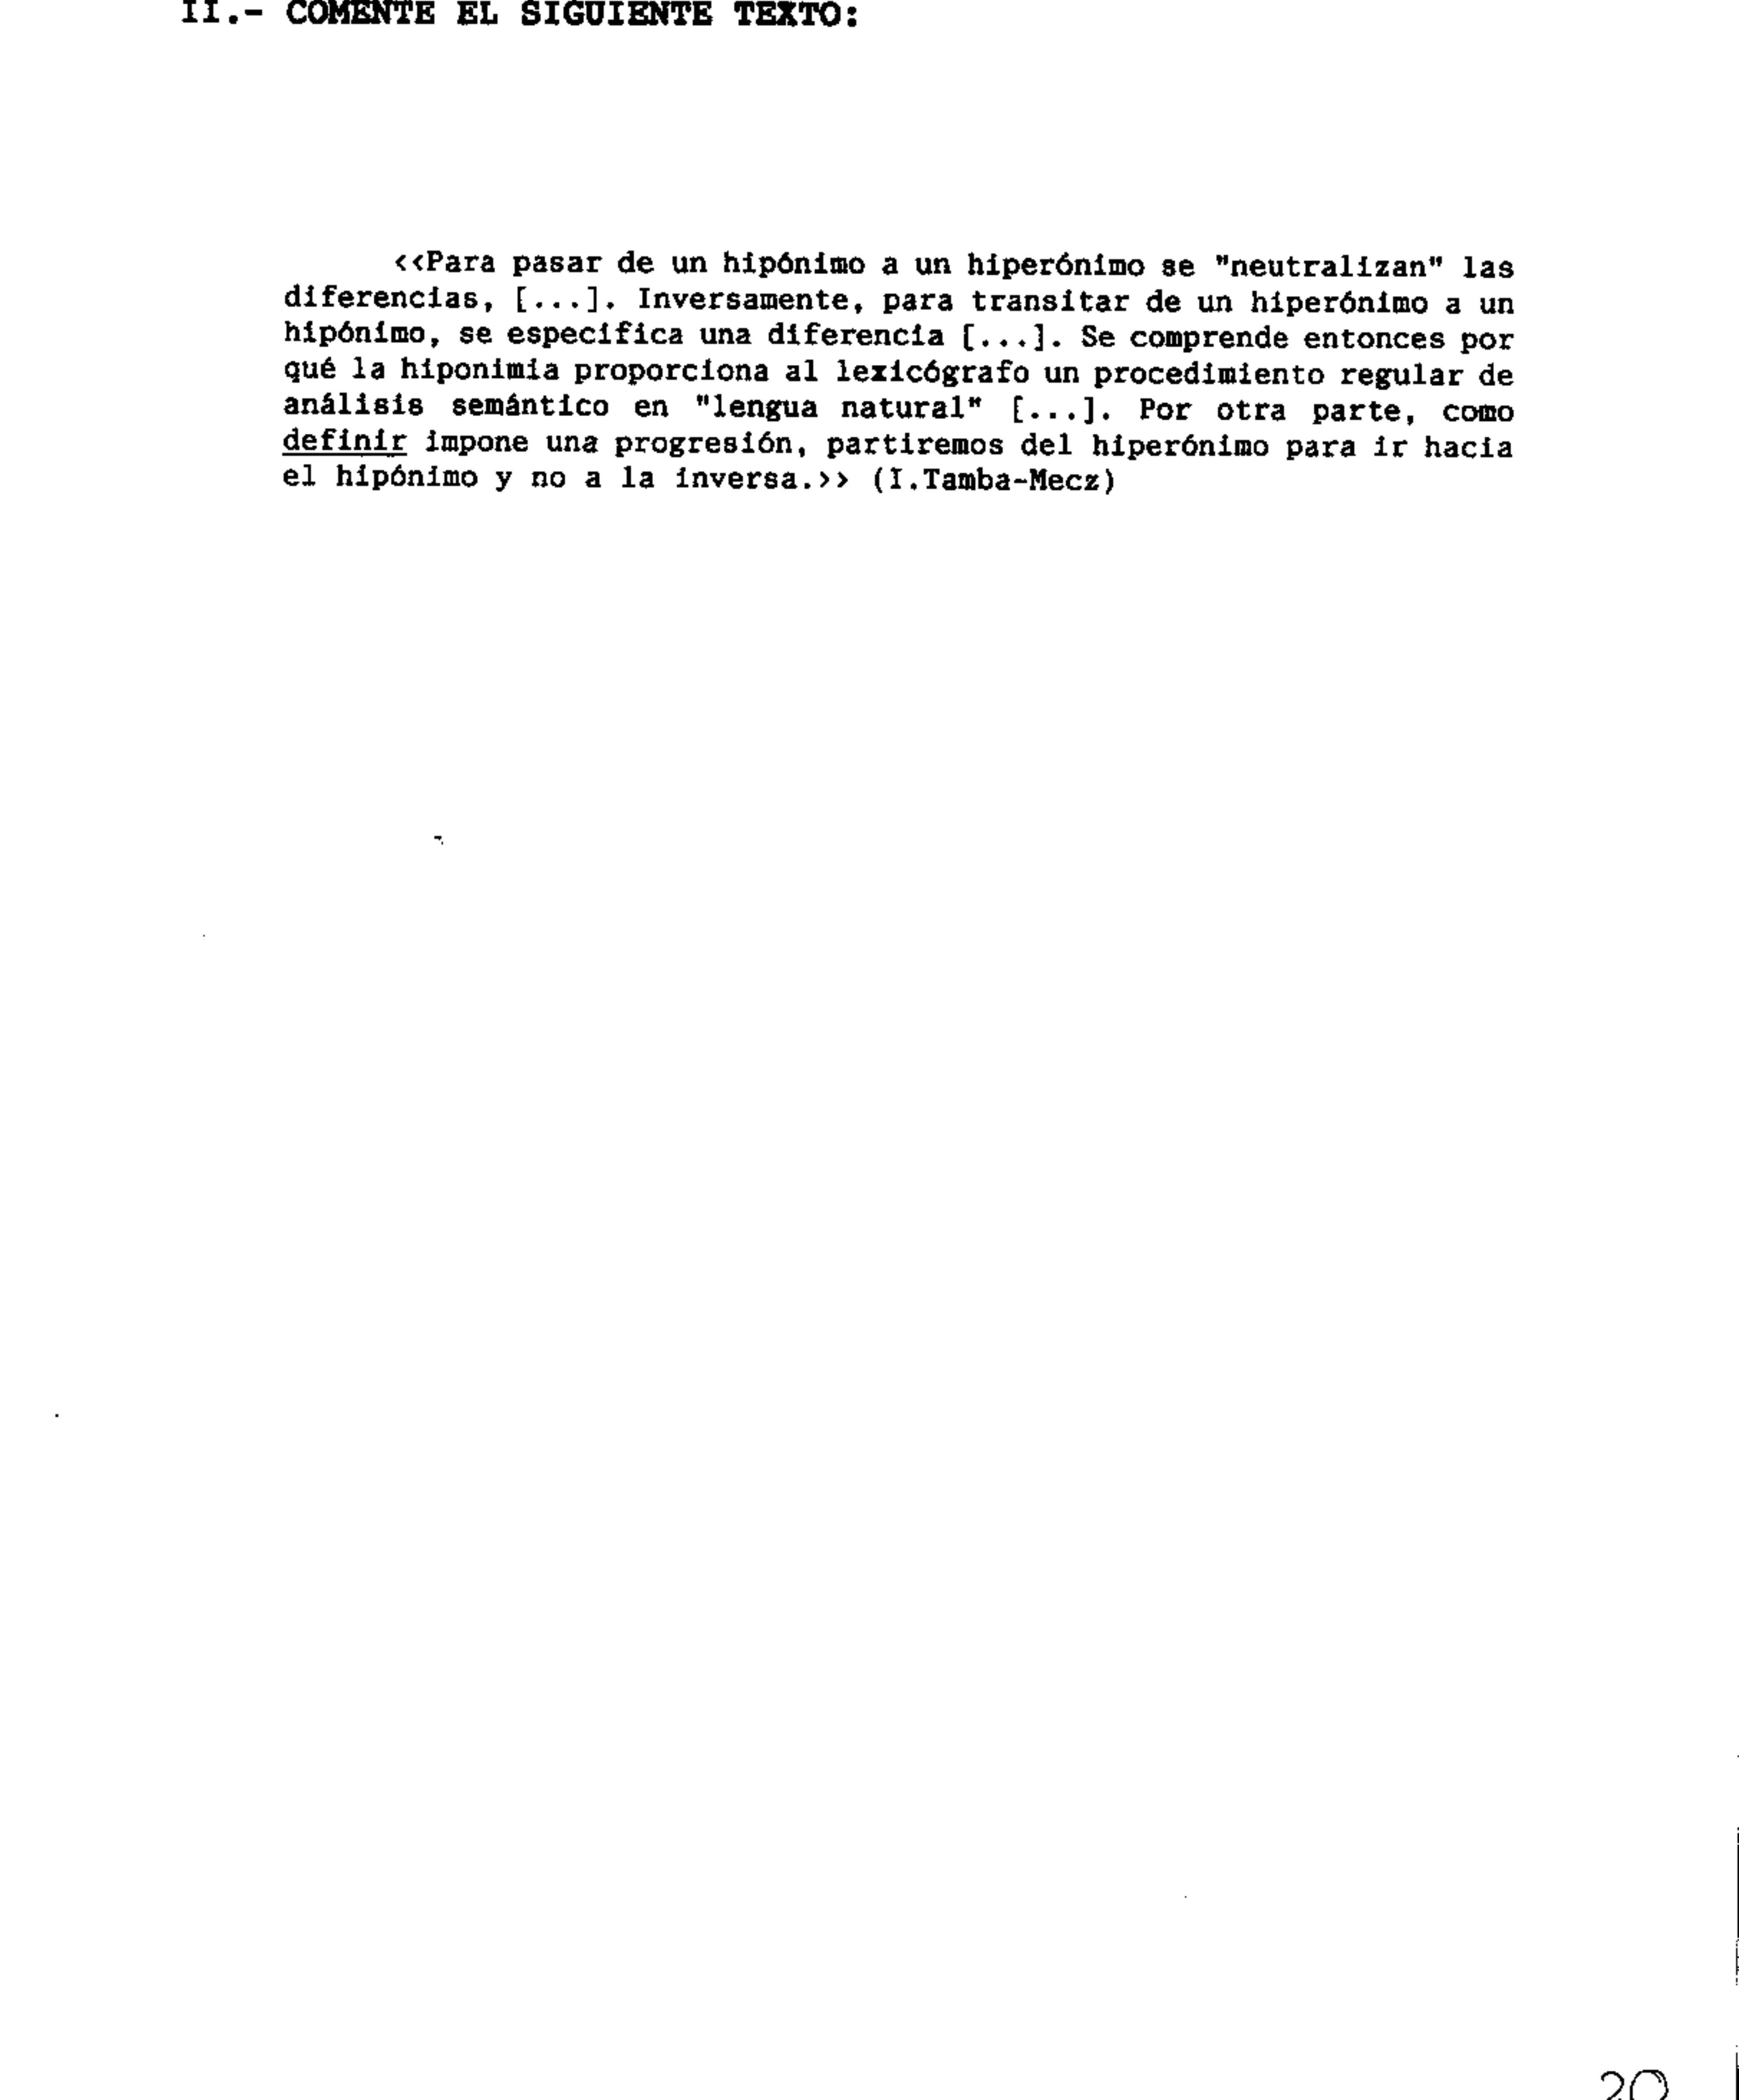 II.- COMENTE EL SIGUIENTE TEXTO:
<<Para pasar de un hipónimo a un hiperónimo se "neutralizan" las
diferencias, [...]. Inversamente, para transitar de un hiperónimo a un
hipónimo, se especifica una diferencia [...]. Se comprende entonces por
qué la hiponimia proporciona al lexicógrafo un procedimiento regular de
análisis semántico en "lengua natural" [...]. Por otra parte, como
definir impone una progresión, partiremos del hiperónimo para ir hacia
el hipónimo y no a la inversa.>> (I.Tamba-Mecz)
20